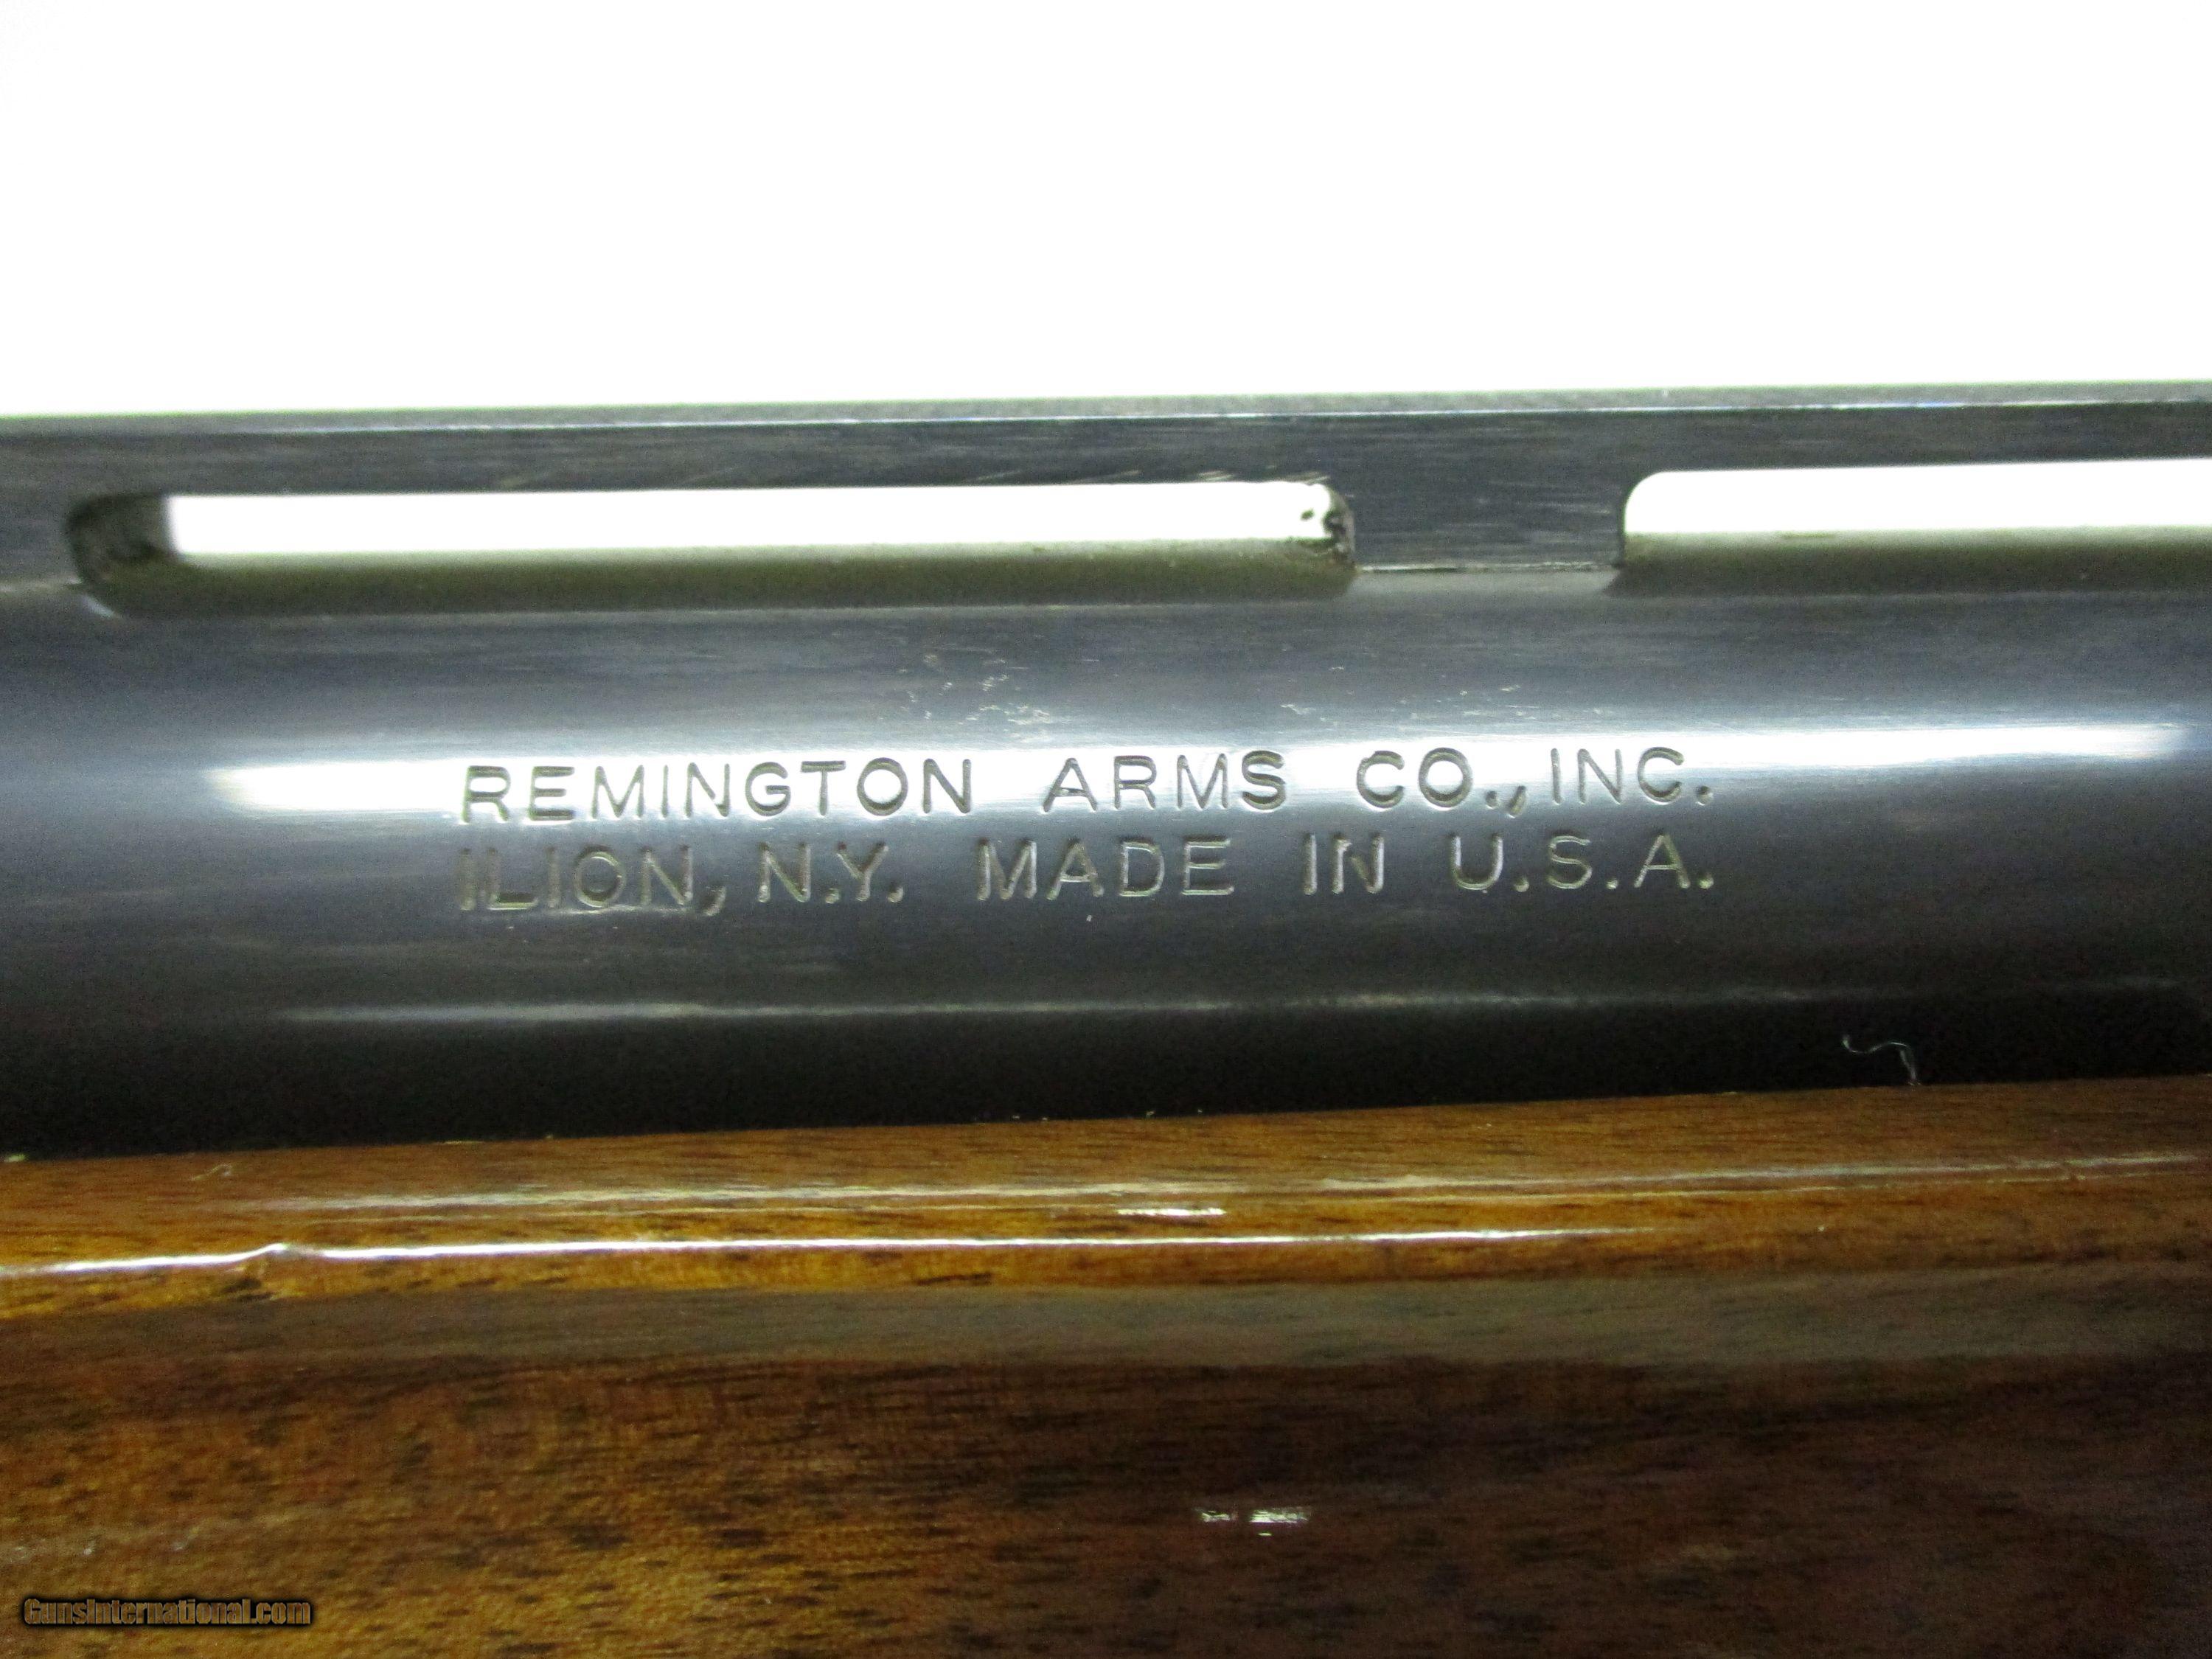 REMINGTON ARMS CO., INC.
ILION, N.Y. MADE IN U.S.A.
GunsInternational.com